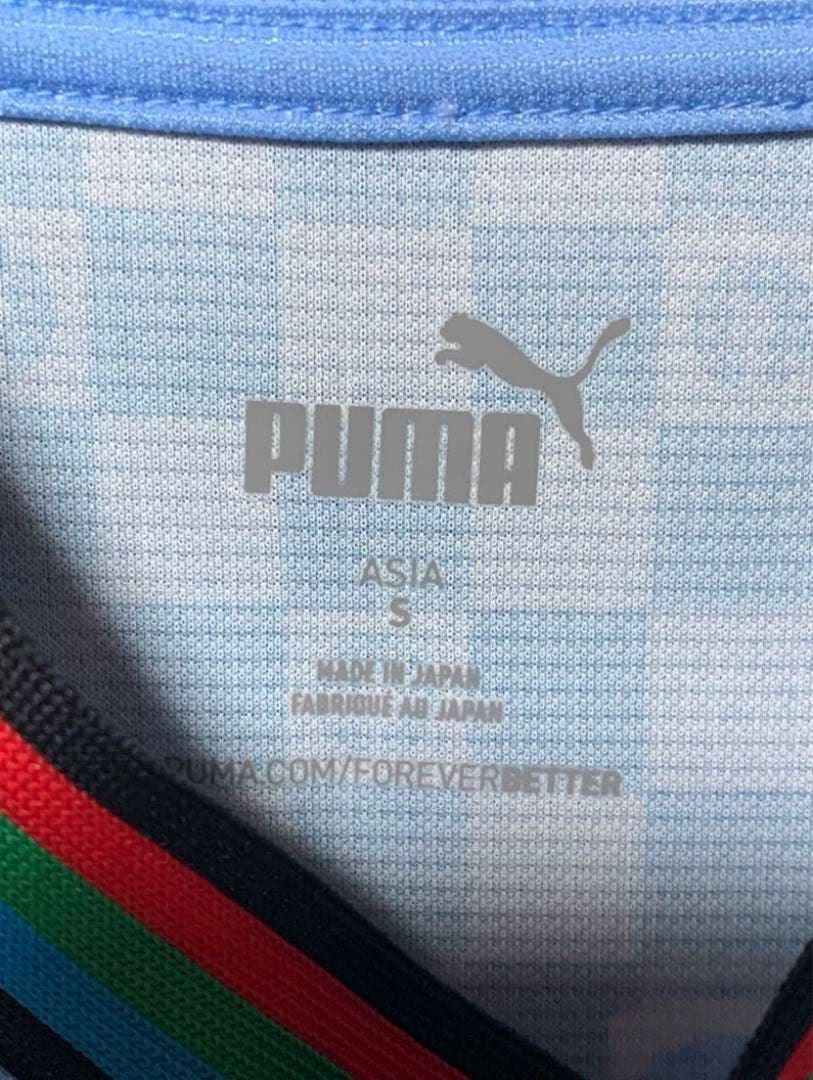 PUMA
ASIA
S
MADE IN JAPAN
FABRIQUÉ AU JAPAN
PUMA.COM/FOREVERBETTER